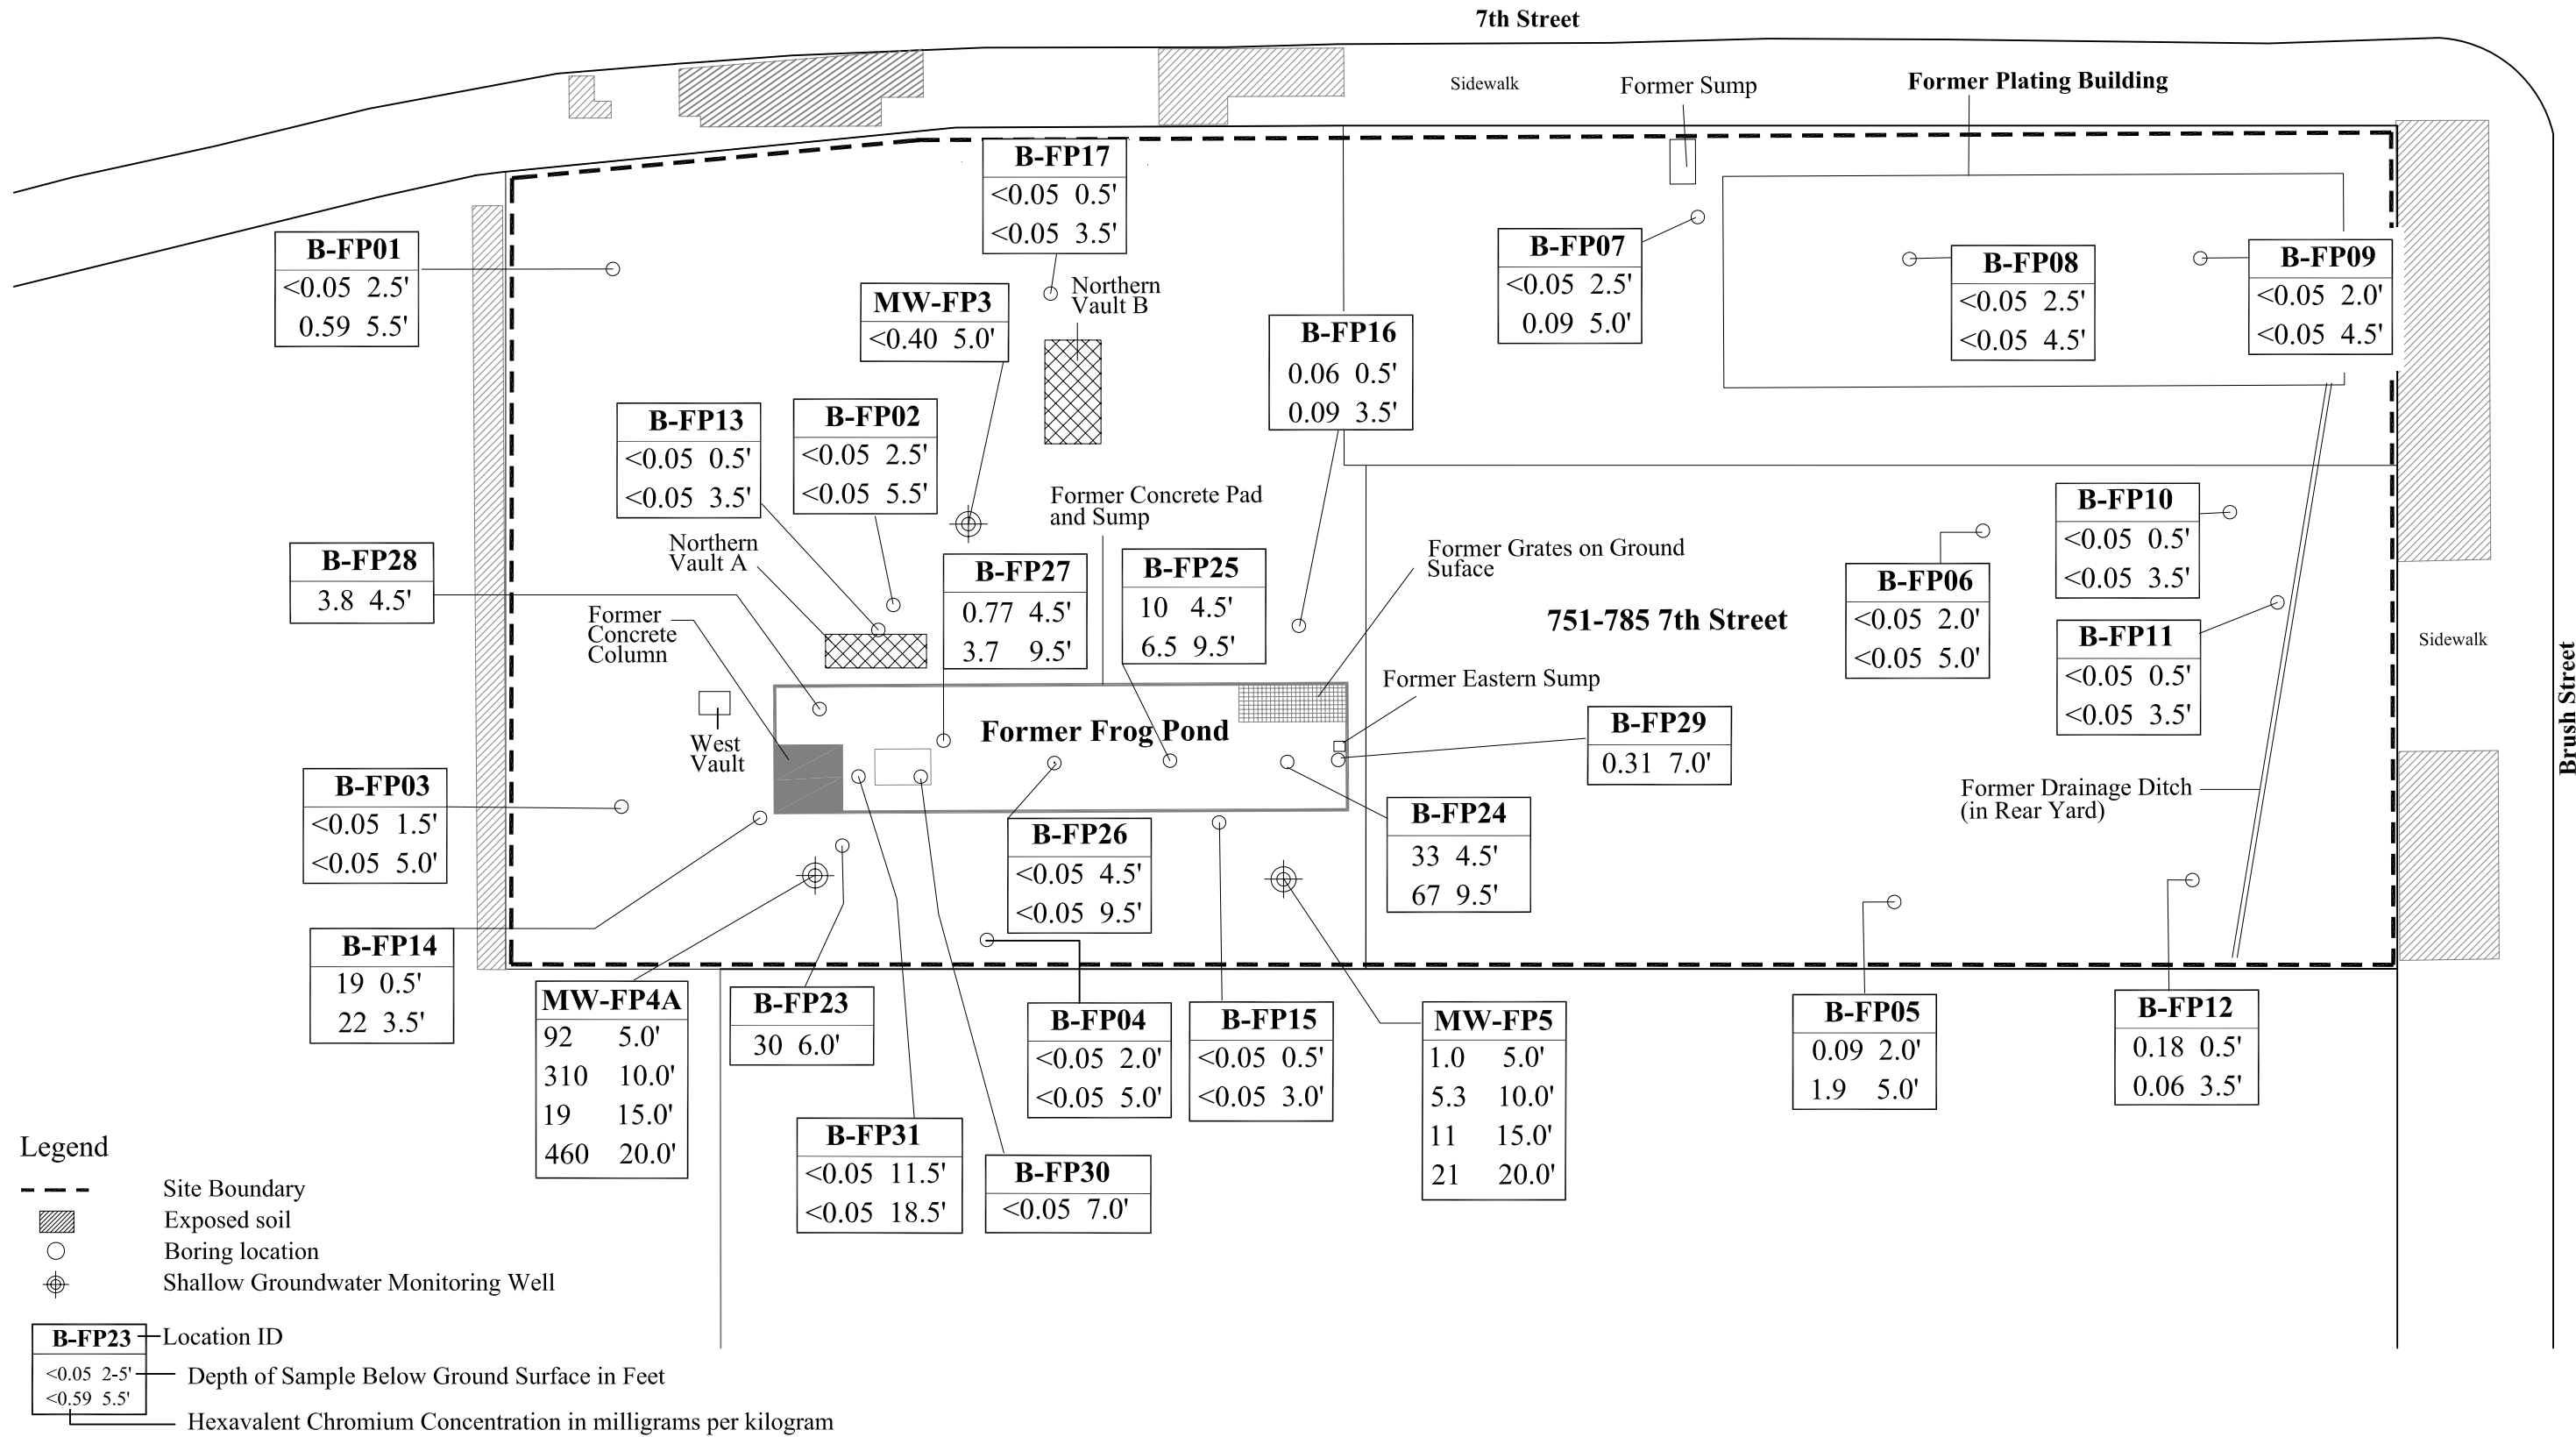 7th Street
Sidewalk
Former Sump
Former Plating Building
B-FP17
<0.05 0.5'
<0.05 3.5'
B-FP01
<0.05 2.5'
0.59 5.5'
B-FP07
<0.05 2.5'
0.09 5.0'
B-FP08
<0.05 2.5'
<0.05 4.5'
B-FP09
<0.05 2.0'
<0.05 4.5'
MW-FP3
<0.40 5.0'
Northern
Vault B
B-FP16
0.06 0.5'
0.09 3.5'
B-FP13
<0.05 0.5'
<0.05 3.5'
B-FP02
<0.05 2.5'
<0.05 5.5'
Former Concrete Pad
and Sump
B-FP10
<0.05 0.5'
<0.05 3.5'
Northern
Vault A
B-FP28
3.8 4.5'
B-FP27
0.77 4.5'
3.7 9.5'
B-FP25
10 4.5'
6.5 9.5'
Former Grates on Ground
Suface
B-FP06
<0.05 2.0'
<0.05 5.0'
Former
Concrete
Column
751-785 7th Street
B-FP11
<0.05 0.5'
<0.05 3.5'
Sidewalk
Brush Street
Former Eastern Sump
West
Vault
Former Frog Pond
B-FP29
0.31 7.0'
B-FP03
<0.05 1.5'
<0.05 5.0'
B-FP26
<0.05 4.5'
<0.05 9.5'
B-FP24
33 4.5'
67 9.5'
Former Drainage Ditch
(in Rear Yard)
B-FP14
19 0.5'
22 3.5'
MW-FP4A
92 5.0'
310 10.0'
19 15.0'
460 20.0'
B-FP23
30 6.0'
B-FP04
<0.05 2.0'
<0.05 5.0'
B-FP15
<0.05 0.5'
<0.05 3.0'
MW-FP5
1.0 5.0'
5.3 10.0'
11 15.0'
21 20.0'
B-FP05
0.09 2.0'
1.9 5.0'
B-FP12
0.18 0.5'
0.06 3.5'
B-FP31
<0.05 11.5'
<0.05 18.5'
B-FP30
<0.05 7.0'
Legend
Site Boundary
Exposed soil
Boring location
Shallow Groundwater Monitoring Well
B-FP23
Location ID
<0.05 2-5'
<0.59 5.5'
Depth of Sample Below Ground Surface in Feet
Hexavalent Chromium Concentration in milligrams per kilogram